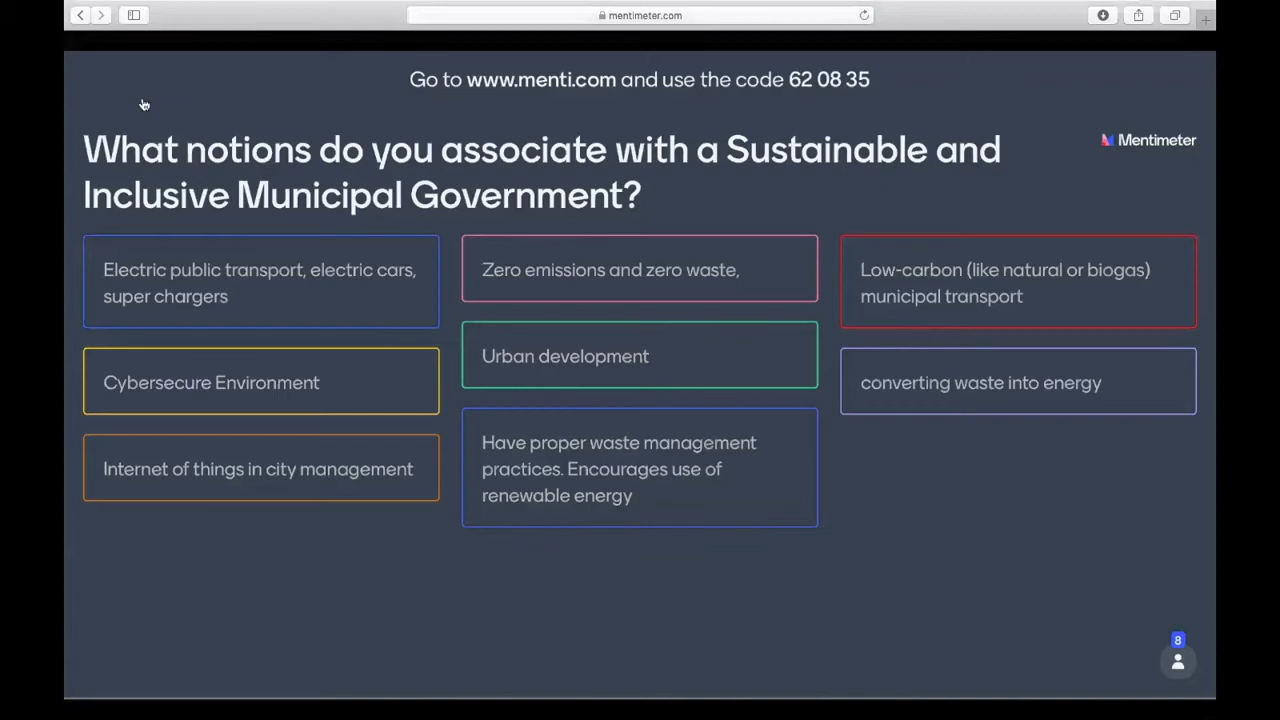 mentimeter.com
Go to www.menti.com and use the code 62 08 35
What notions do you associate with a Sustainable and
Inclusive Municipal Government?
Mentimeter
Electric public transport, electric cars,
super chargers
Cybersecure Environment
Internet of things in city management
Zero emissions and zero waste,
Urban development
Have proper waste management
practices. Encourages use of
renewable energy
Low-carbon (like natural or biogas)
municipal transport
converting waste into energy
8